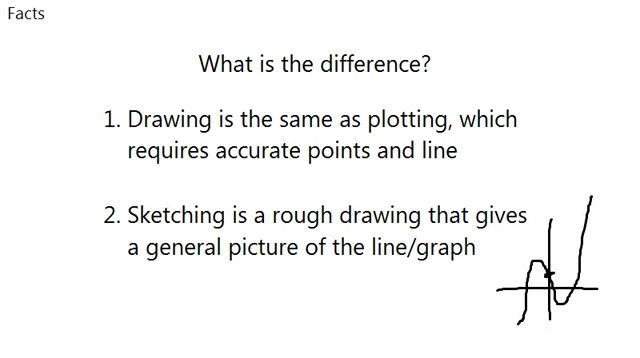 Facts
What is the difference?
1. Drawing is the same as plotting, which
requires accurate points and line
2. Sketching is a rough drawing that gives
a general picture of the line/graph